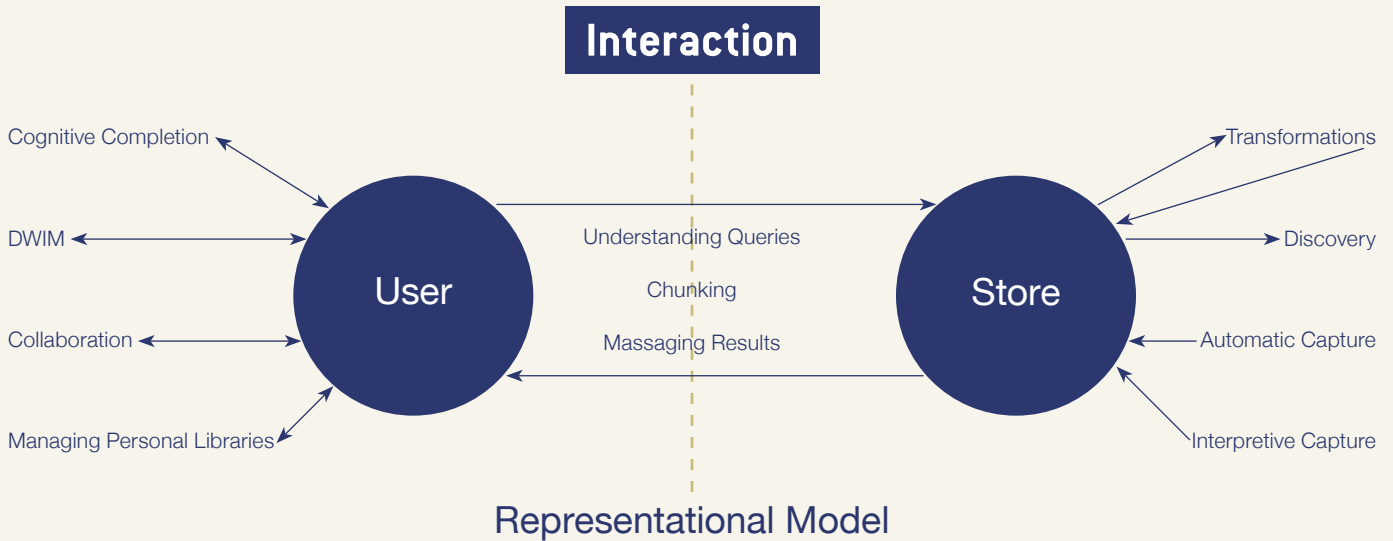 Interaction
Cognitive Completion
Transformations
DWIM
Understanding Queries
Discovery
User
Chunking
Store
Collaboration
Massaging Results
Automatic Capture
Managing Personal Libraries
Interpretive Capture
Representational Model